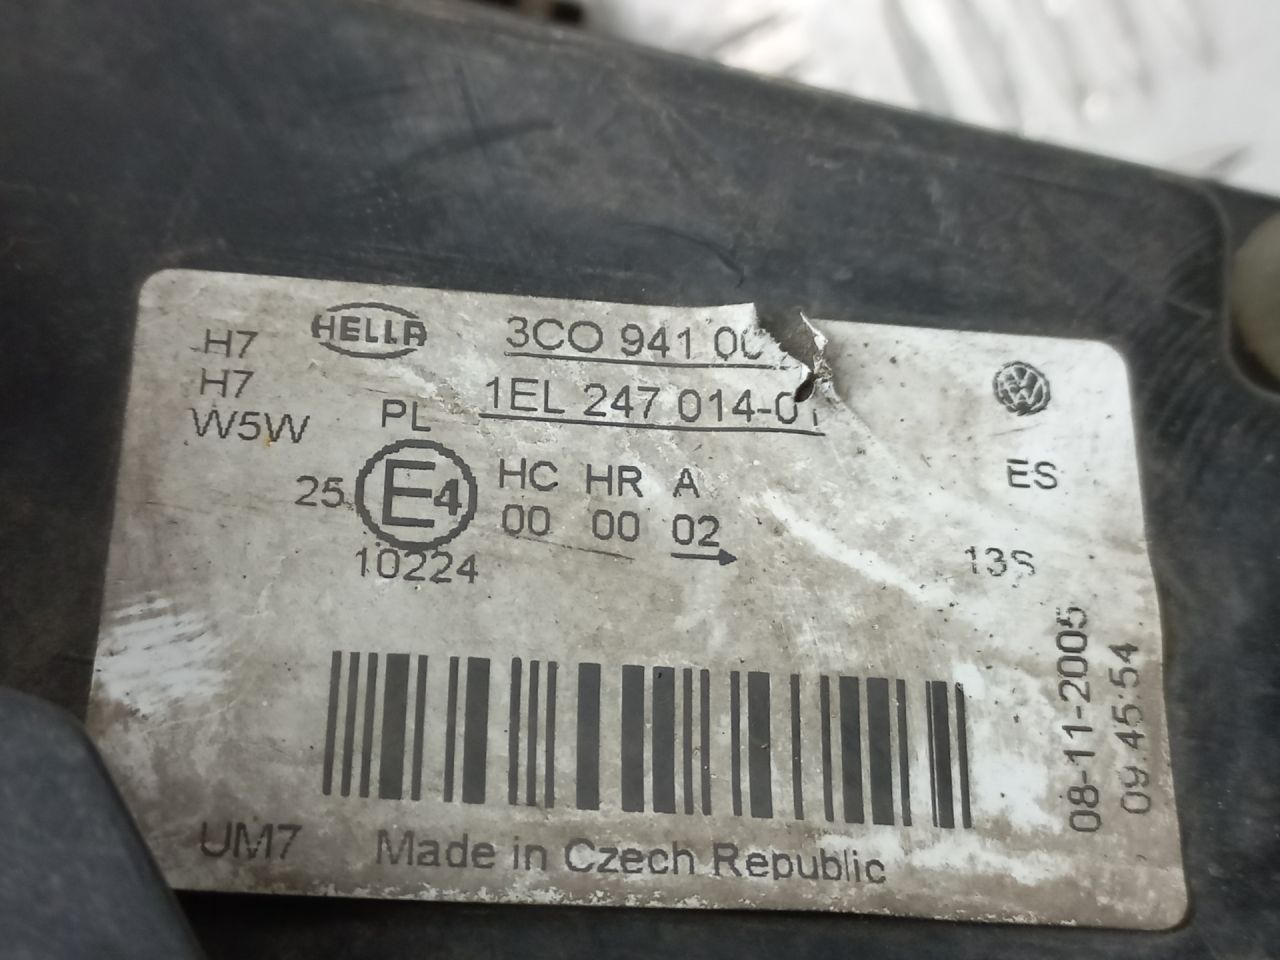 H7
H7
W5W
HELLA
3C0 941 00
1EL 247 014-01
PL
25
E4
10224
HC HR A
00 00 02
ES
13S
08-11-2005
09:45:54
UM7
Made in Czech Republic